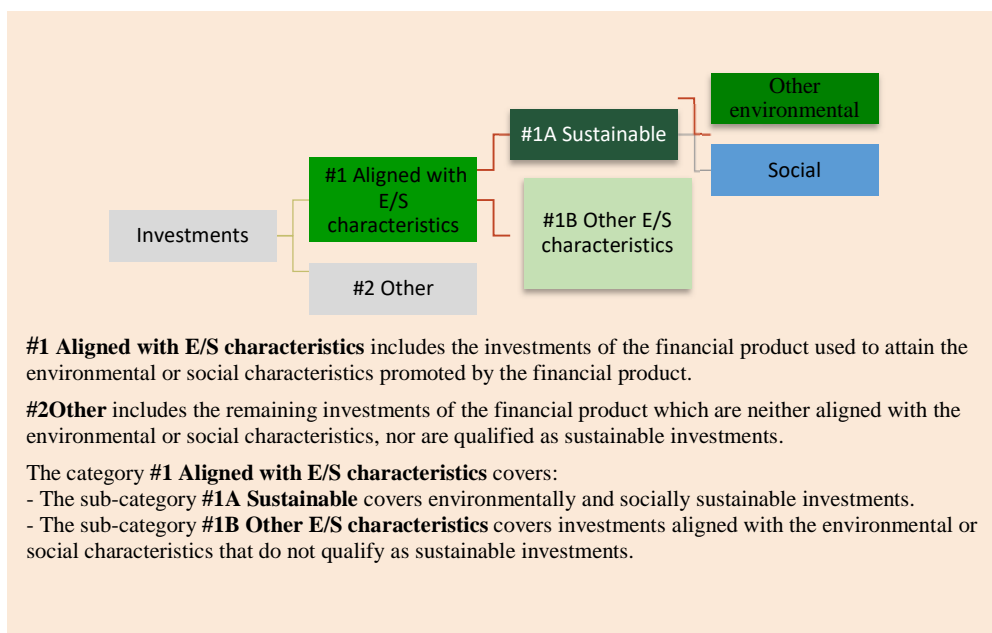 Other
environmental
#1A Sustainable
Social
#1 Aligned with
E/S
characteristics
#1B Other E/S
characteristics
Investments
#2 Other
#1 Aligned with E/S characteristics includes the investments of the financial product used to attain the
environmental or social characteristics promoted by the financial product.
#2Other includes the remaining investments of the financial product which are neither aligned with the
environmental or social characteristics, nor are qualified as sustainable investments.
The category #1 Aligned with E/S characteristics covers:
- The sub-category #1A Sustainable covers environmentally and socially sustainable investments.
- The sub-category #1B Other E/S characteristics covers investments aligned with the environmental or
social characteristics that do not qualify as sustainable investments.